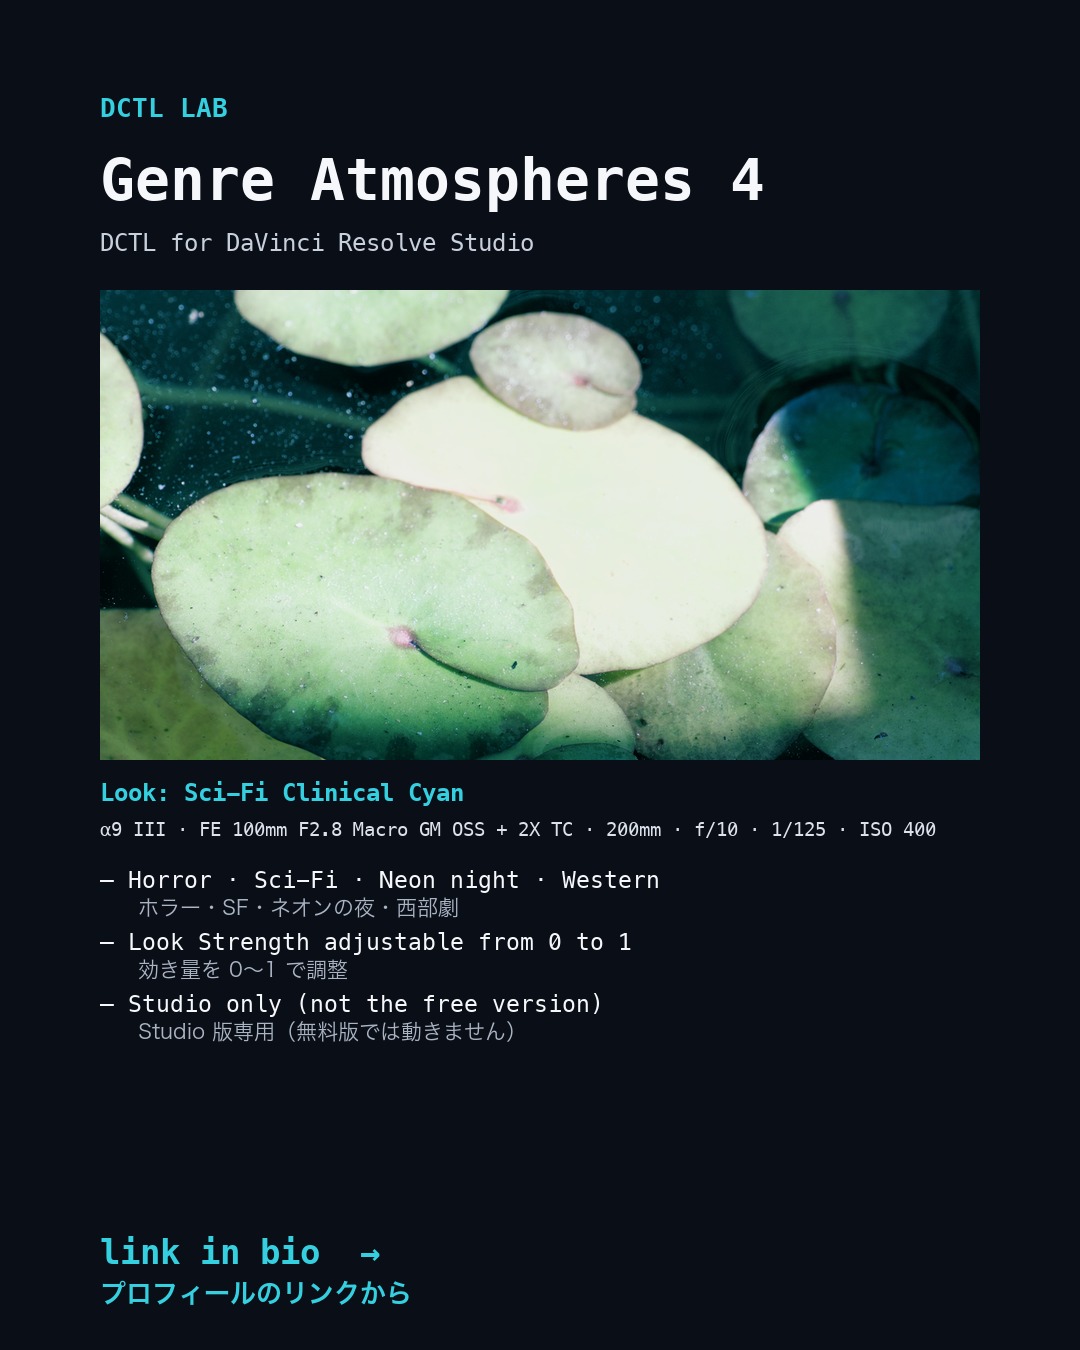 DCTL LAB
Genre Atmospheres 4
DCTL for DaVinci Resolve Studio
Look: Sci–Fi Clinical Cyan
α9 III · FE 100mm F2.8 Macro GM OSS + 2X TC · 200mm · f/10 · 1/125 · ISO 400
— Horror · Sci–Fi · Neon night · Western
ホラー・SF・ネオンの夜・西部劇
— Look Strength adjustable from 0 to 1
効き量を 0〜1 で調整
— Studio only (not the free version)
Studio 版専用（無料版では動きません）
link in bio →
プロフィールのリンクから